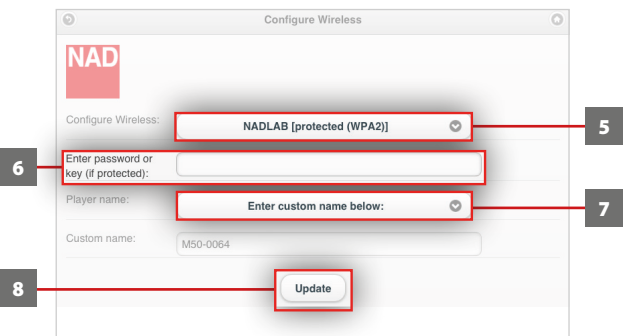 Configure Wireless
NAD
Configure Wireless:
NADLAB [protected (WPA2)]
5
6
Enter password or
key (if protected):
Player name:
Enter custom name below:
7
Custom name:
M50-0064
8
Update